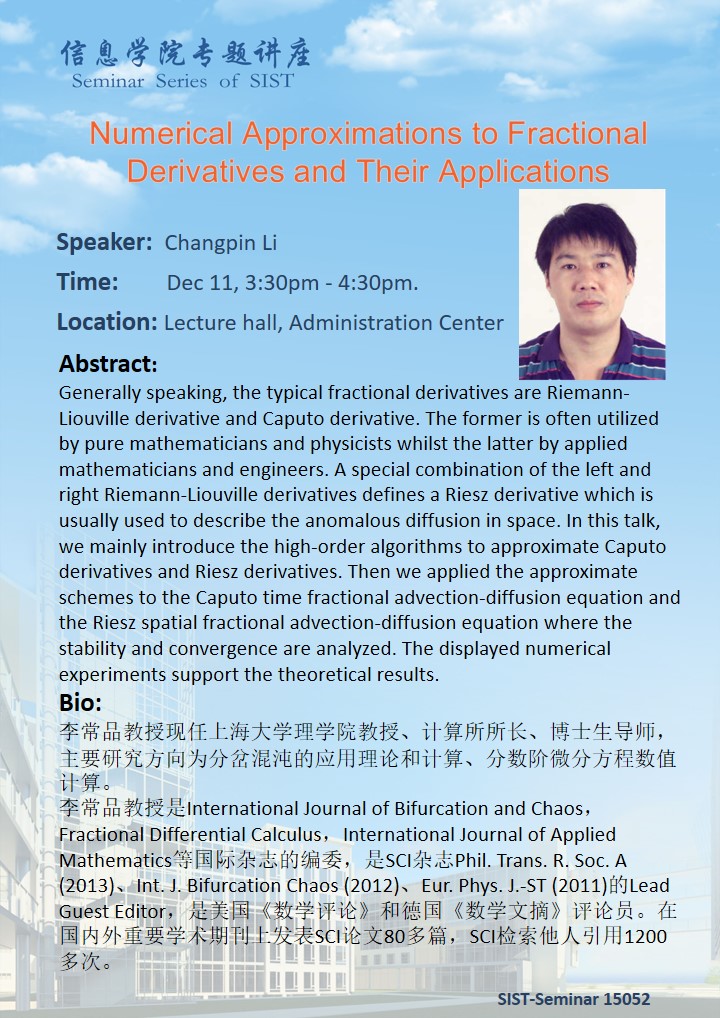 信息学院专题讲座
Seminar Series of SIST
Numerical Approximations to Fractional
Derivatives and Their Applications
Speaker: Changpin Li
Time: Dec 11, 3:30pm - 4:30pm.
Location: Lecture hall, Administration Center
Abstract:
Generally speaking, the typical fractional derivatives are Riemann-
Liouville derivative and Caputo derivative. The former is often utilized
by pure mathematicians and physicists whilst the latter by applied
mathematicians and engineers. A special combination of the left and
right Riemann-Liouville derivatives defines a Riesz derivative which is
usually used to describe the anomalous diffusion in space. In this talk,
we mainly introduce the high-order algorithms to approximate Caputo
derivatives and Riesz derivatives. Then we applied the approximate
schemes to the Caputo time fractional advection-diffusion equation and
the Riesz spatial fractional advection-diffusion equation where the
stability and convergence are analyzed. The displayed numerical
experiments support the theoretical results.
Bio:
李常品教授现任上海大学理学院教授、计算所所长、博士生导师，
主要研究方向为分岔混沌的应用理论和计算、分数阶微分方程数值
计算。
李常品教授是International Journal of Bifurcation and Chaos，
Fractional Differential Calculus，International Journal of Applied
Mathematics等国际杂志的编委，是SCI杂志Phil. Trans. R. Soc. A
(2013)、Int. J. Bifurcation Chaos (2012)、Eur. Phys. J.-ST (2011)的Lead
Guest Editor，是美国《数学评论》和德国《数学文摘》评论员。在
国内外重要学术期刊上发表SCI论文80多篇，SCI检索他人引用1200
多次。
SIST-Seminar 15052